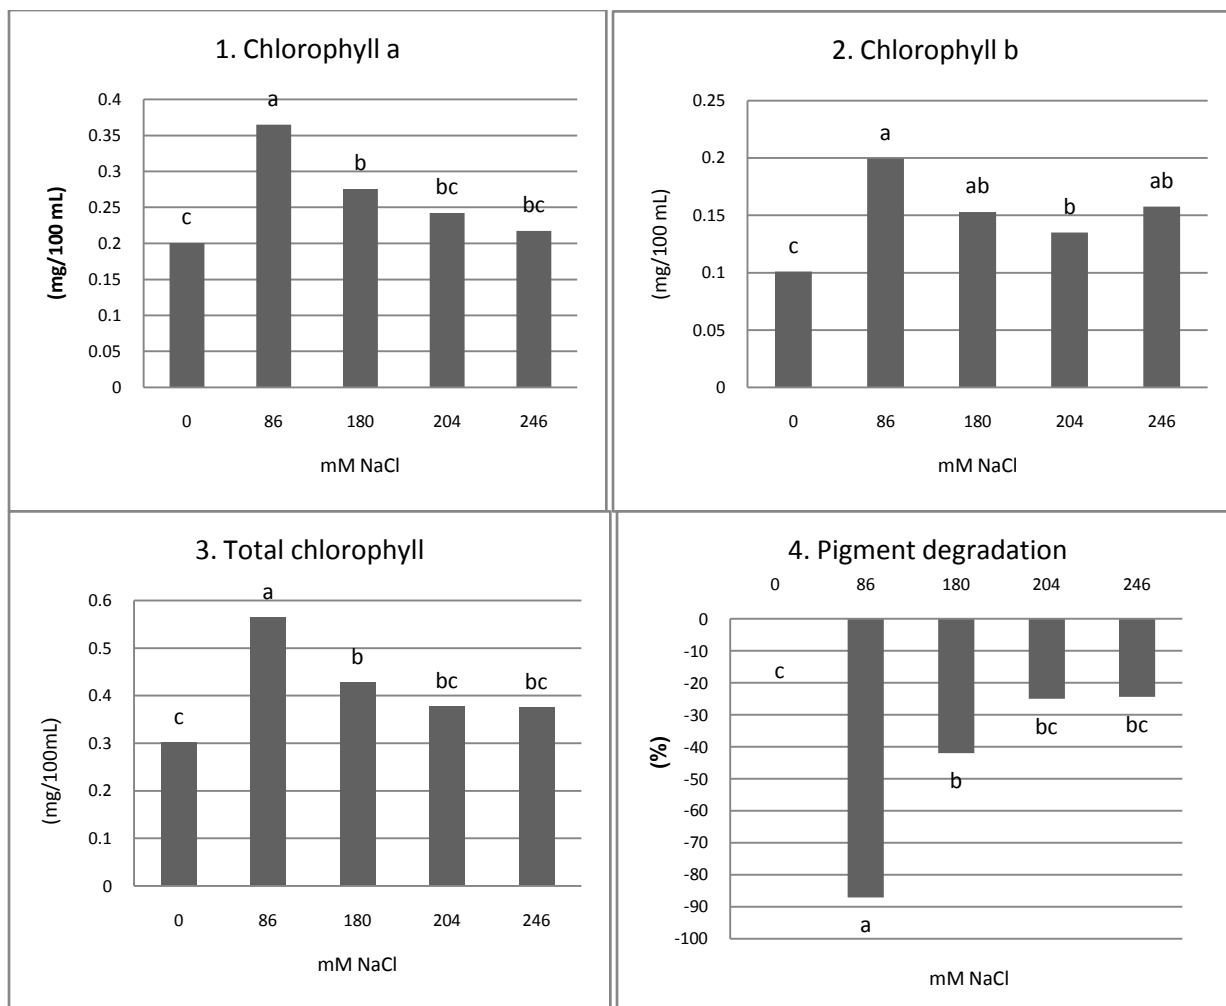 1. Chlorophyll a
(mg/100 mL)
0.4
0.35
0.3
0.25
0.2
0.15
0.1
0.05
0
c
a
b
bc
bc
0 86 180 204 246
mM NaCl
2. Chlorophyll b
(mg/100 mL)
0.25
0.2
0.15
0.1
0.05
0
c
a
ab
b
ab
0 86 180 204 246
mM NaCl
3. Total chlorophyll
(mg/100mL)
0.6
0.5
0.4
0.3
0.2
0.1
0
c
a
b
bc
bc
0 86 180 204 246
mM NaCl
4. Pigment degradation
0 86 180 204 246
(%)
0
-10
-20
-30
-40
-50
-60
-70
-80
-90
-100
c
a
b
bc
bc
mM NaCl